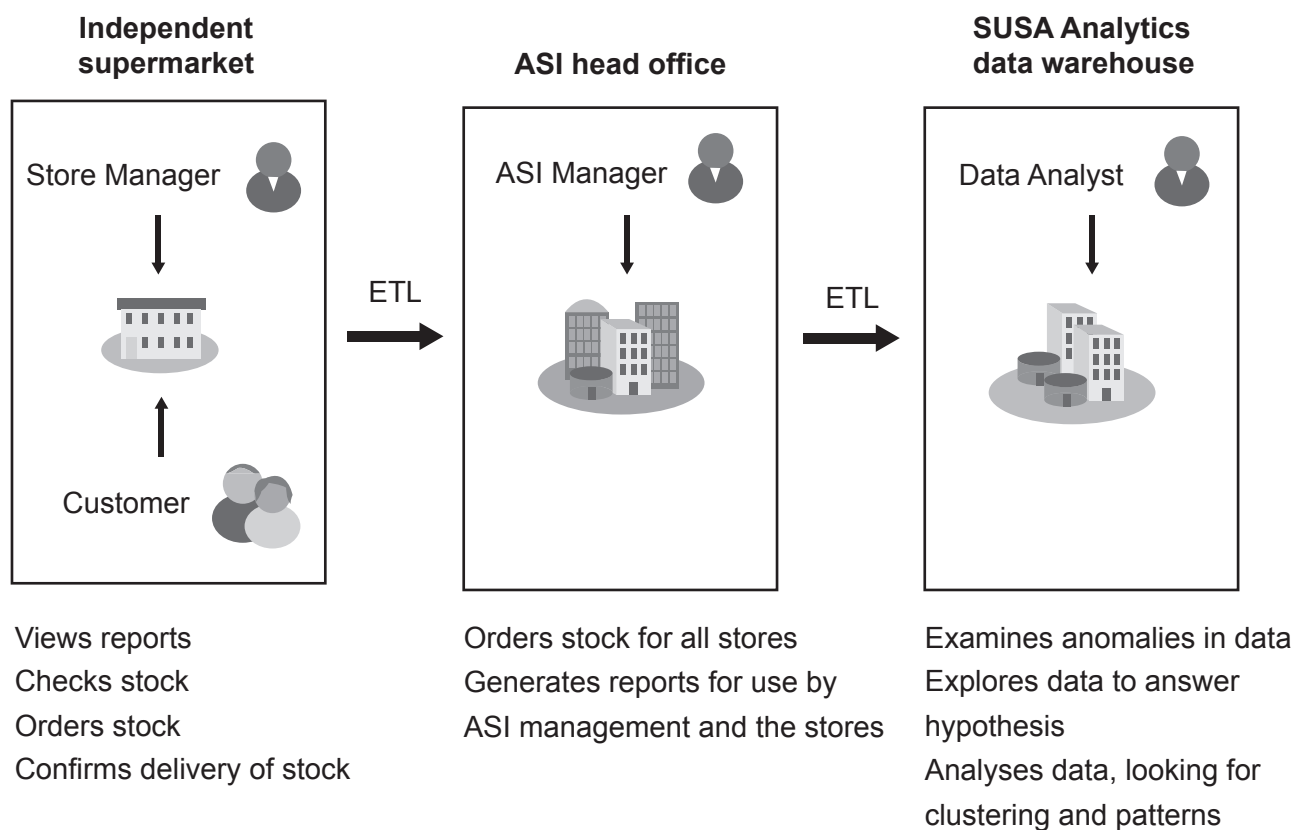 Independent
supermarket
ASI head office
SUSA Analytics
data warehouse
Store Manager
ASI Manager
Data Analyst
ETL
ETL
Customer
Views reports
Checks stock
Orders stock
Confirms delivery of stock
Orders stock for all stores
Generates reports for use by
ASI management and the stores
Examines anomalies in data
Explores data to answer
hypothesis
Analyses data, looking for
clustering and patterns